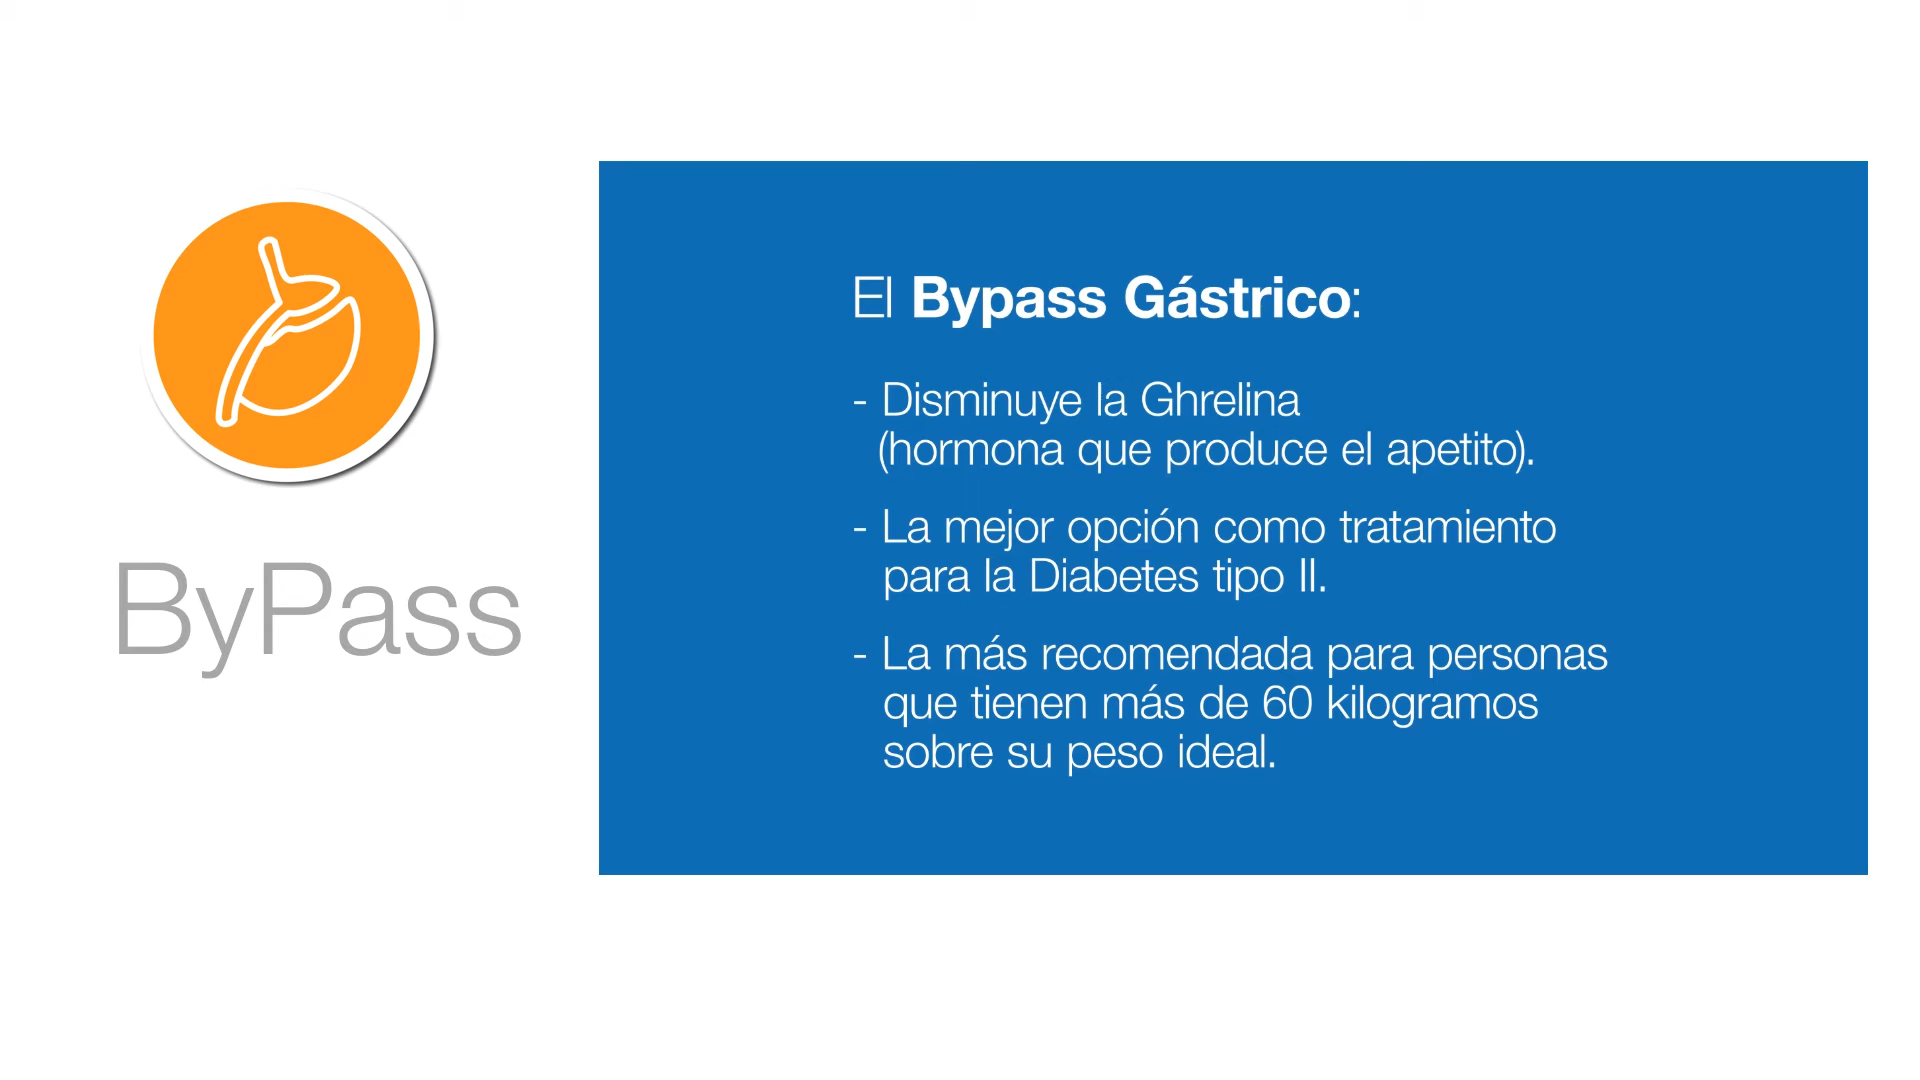 ByPass
El Bypass Gástrico:
- Disminuye la Ghrelina
(hormona que produce el apetito).
- La mejor opción como tratamiento
para la Diabetes tipo II.
- La más recomendada para personas
que tienen más de 60 kilogramos
sobre su peso ideal.